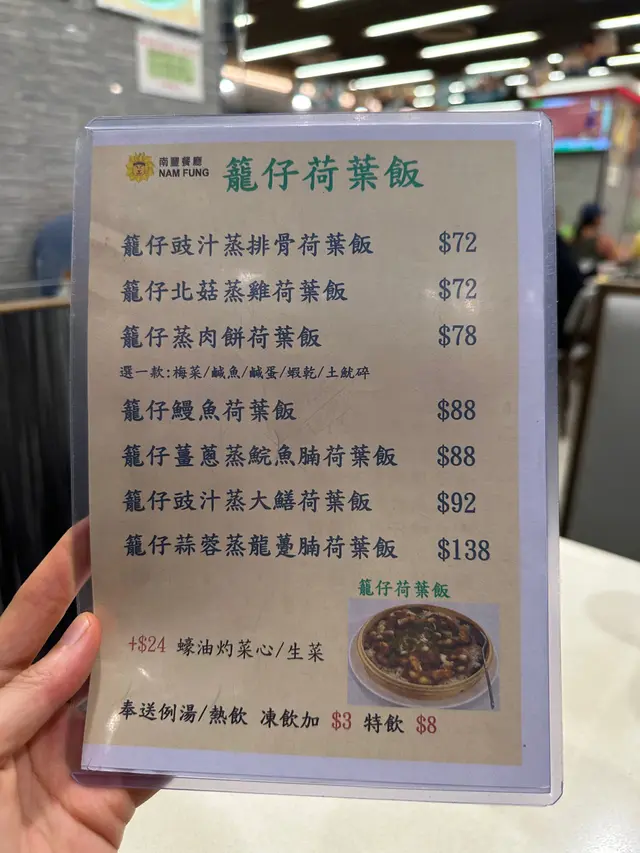 南豐餐廳
NAM FUNG
籠仔荷葉飯
籠仔豉汁蒸排骨荷葉飯 $72
籠仔北菇蒸雞荷葉飯 $72
籠仔蒸肉餅荷葉飯 $78
選一款:梅菜/鹹魚/鹹蛋/蝦乾/土魷碎
籠仔鰻魚荷葉飯 $88
籠仔薑蔥蒸鯇魚腩荷葉飯 $88
籠仔豉汁蒸大鱔荷葉飯 $92
籠仔蒜蓉蒸龍躉腩荷葉飯 $138
籠仔荷葉飯
+$24 蠔油灼菜心/生菜
奉送例湯/熱飲 凍飲加 $3 特飲 $8